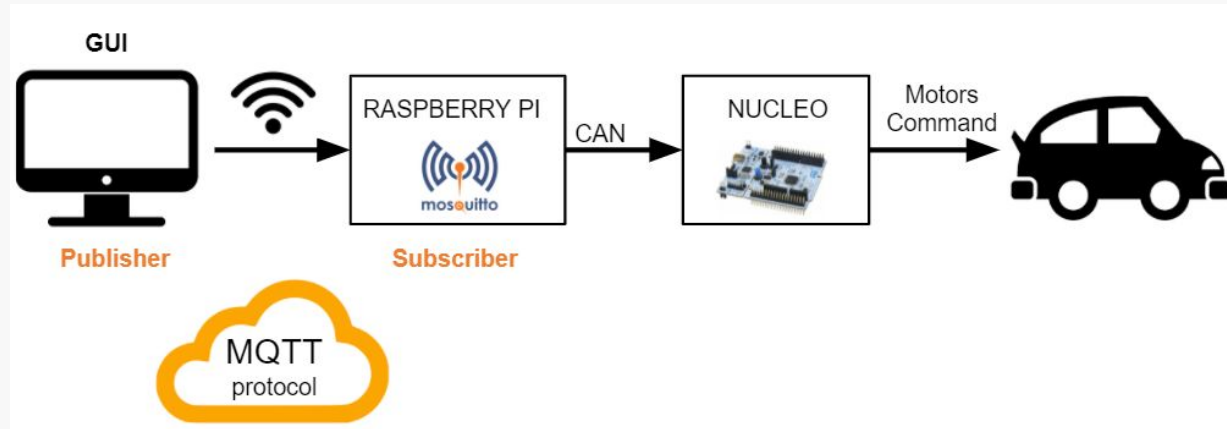 GUI
RASPBERRY PI
mosquitto
CAN
NUCLEO
Motors
Command
Publisher
Subscriber
MQTT
protocol